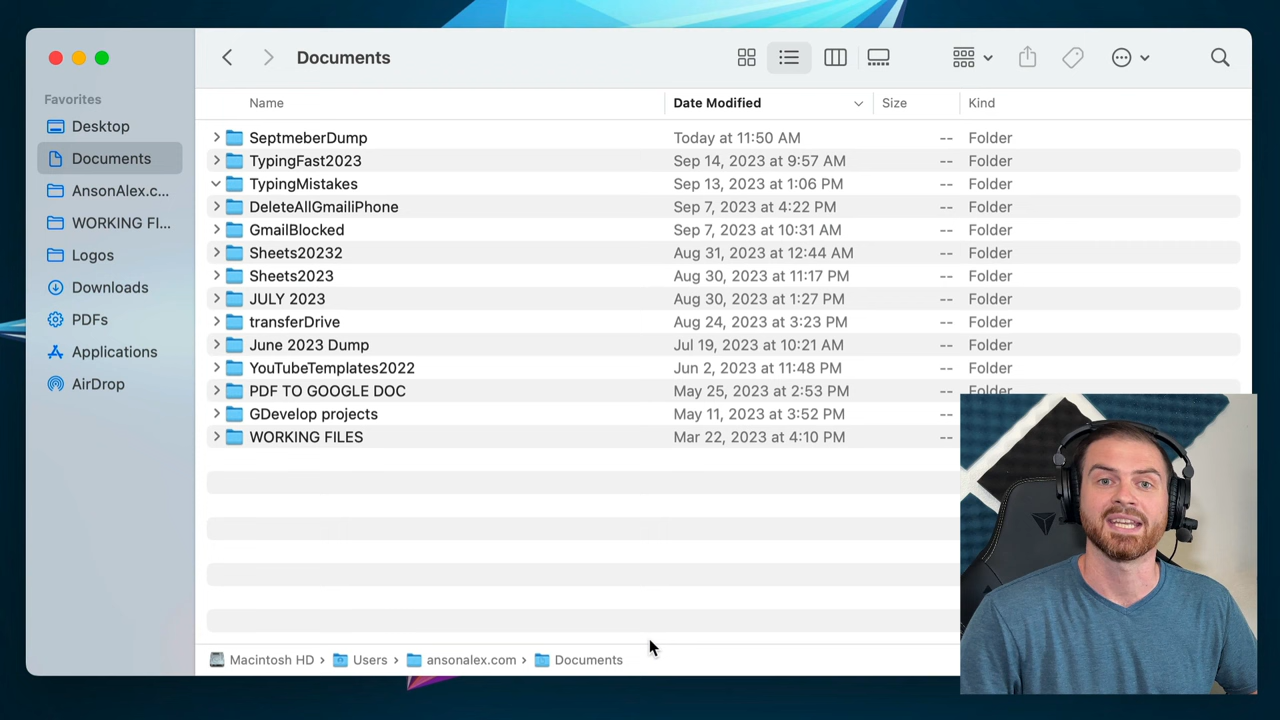 Documents
Favorites
Desktop
Documents
AnsonAlex.c...
WORKING FI...
Logos
Downloads
PDFs
Applications
AirDrop
Name Date Modified Size Kind
SeptmeberDump Today at 11:50 AM -- Folder
TypingFast2023 Sep 14, 2023 at 9:57 AM -- Folder
TypingMistakes Sep 13, 2023 at 1:06 PM -- Folder
DeleteAllGmailiPhone Sep 7, 2023 at 4:22 PM -- Folder
GmailBlocked Sep 7, 2023 at 10:31 AM -- Folder
Sheets20232 Aug 31, 2023 at 12:44 AM -- Folder
Sheets2023 Aug 30, 2023 at 11:17 PM -- Folder
JULY 2023 Aug 30, 2023 at 1:27 PM -- Folder
transferDrive Aug 24, 2023 at 3:23 PM -- Folder
June 2023 Dump Jul 19, 2023 at 10:21 AM -- Folder
YouTubeTemplates2022 Jun 2, 2023 at 11:48 PM -- Folder
PDF TO GOOGLE DOC May 25, 2023 at 2:53 PM -- Folder
GDevelop projects May 11, 2023 at 3:52 PM --
WORKING FILES Mar 22, 2023 at 4:10 PM --
Macintosh HD › Users › ansonalex.com › Documents